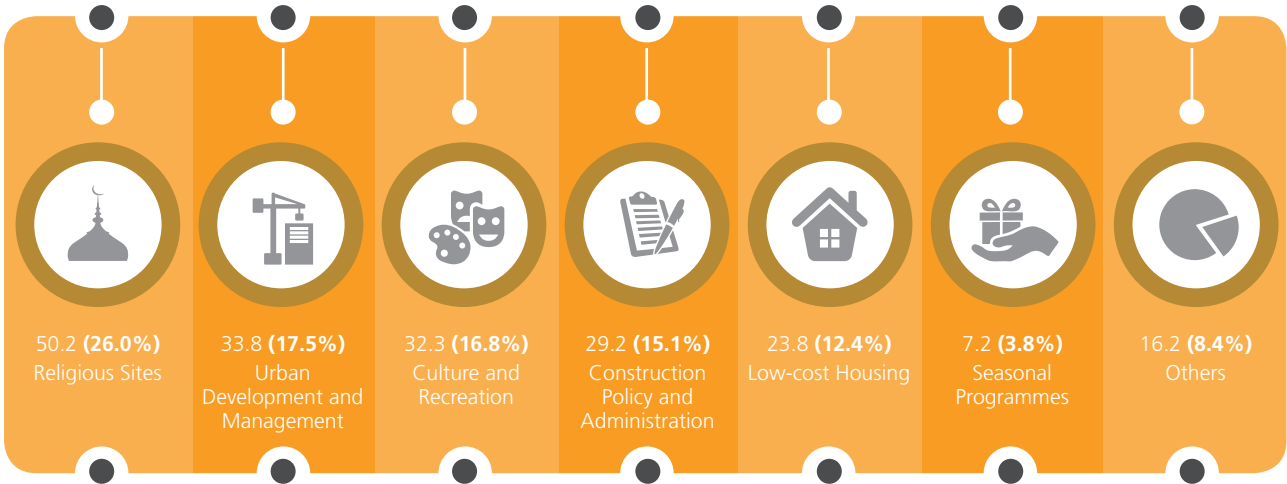 50.2 (26.0%)
Religious Sites
33.8 (17.5%)
Urban
Development and
Management
32.3 (16.8%)
Culture and
Recreation
29.2 (15.1%)
Construction
Policy and
Administration
23.8 (12.4%)
Low-cost Housing
7.2 (3.8%)
Seasonal
Programmes
16.2 (8.4%)
Others